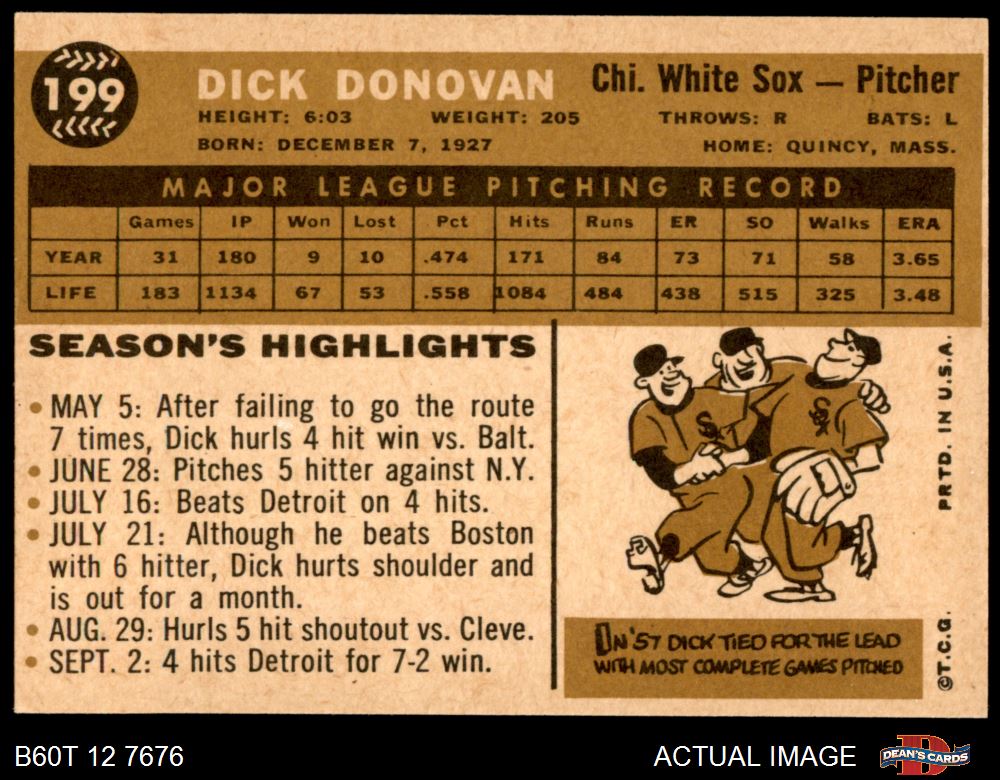 199
DICK DONOVAN Chi. White Sox — Pitcher
HEIGHT: 6:03 WEIGHT: 205 THROWS: R BATS: L
BORN: DECEMBER 7, 1927 HOME: QUINCY, MASS.
MAJOR LEAGUE PITCHING RECORD
Games IP Won Lost Pct Hits Runs ER SO Walks ERA
YEAR 31 180 9 10 .474 171 84 73 71 58 3.65
LIFE 183 1134 67 53 .558 1084 484 438 515 325 3.48
SEASON'S HIGHLIGHTS
• MAY 5: After failing to go the route
7 times, Dick hurls 4 hit win vs. Balt.
• JUNE 28: Pitches 5 hitter against N.Y.
• JULY 16: Beats Detroit on 4 hits.
• JULY 21: Although he beats Boston
with 6 hitter, Dick hurts shoulder and
is out for a month.
• AUG. 29: Hurls 5 hit shoutout vs. Cleve.
• SEPT. 2: 4 hits Detroit for 7-2 win.
SOX
SOX
IN '57 DICK TIED FOR THE LEAD
WITH MOST COMPLETE GAMES PITCHED
©T.C.G. PRTD. IN U.S.A.
B60T 12 7676 ACTUAL IMAGE
DEAN'S CARDS